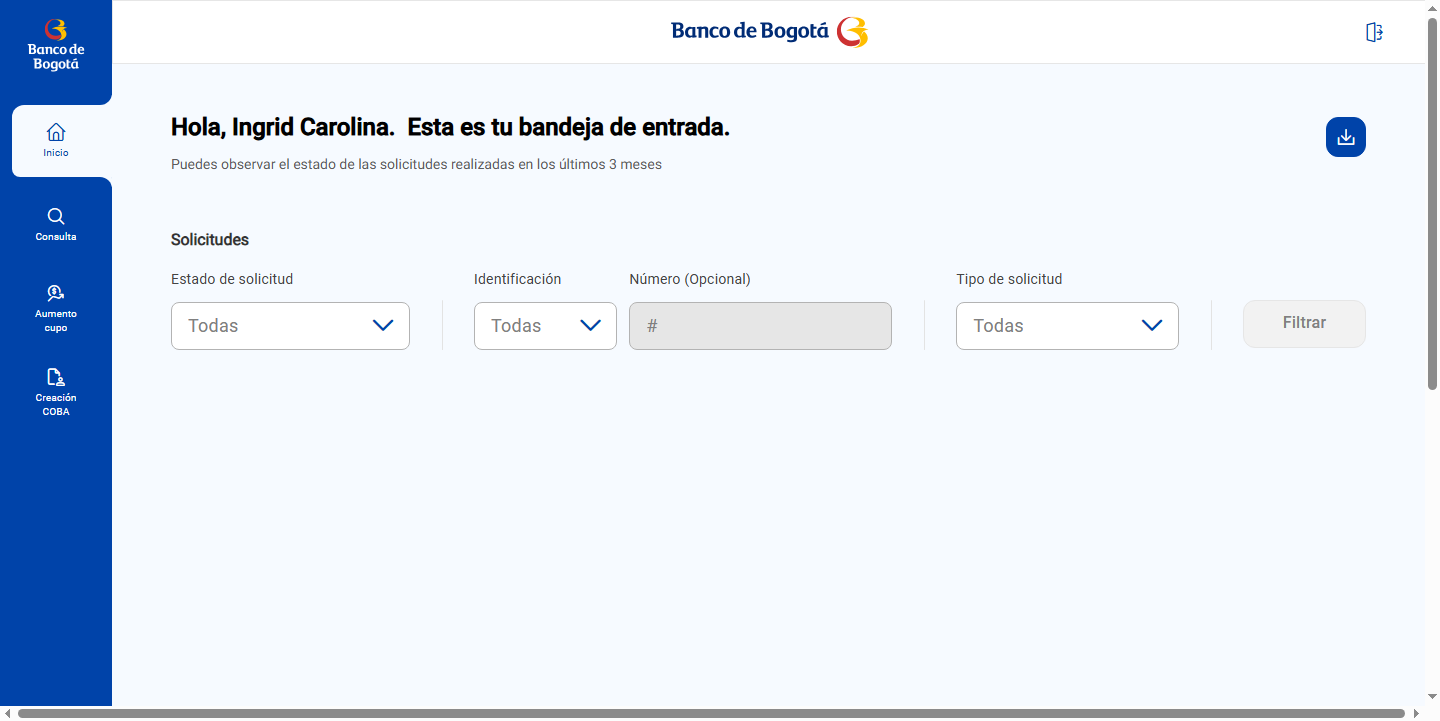 Banco de
Bogotá
Banco de Bogotá
Inicio
Consulta
Aumento
cupo
Creación
COBA
Hola, Ingrid Carolina.  Esta es tu bandeja de entrada.
Puedes observar el estado de las solicitudes realizadas en los últimos 3 meses
Solicitudes
Estado de solicitud
Identificación
Número (Opcional)
Tipo de solicitud
Todas
Todas
#
Todas
Filtrar